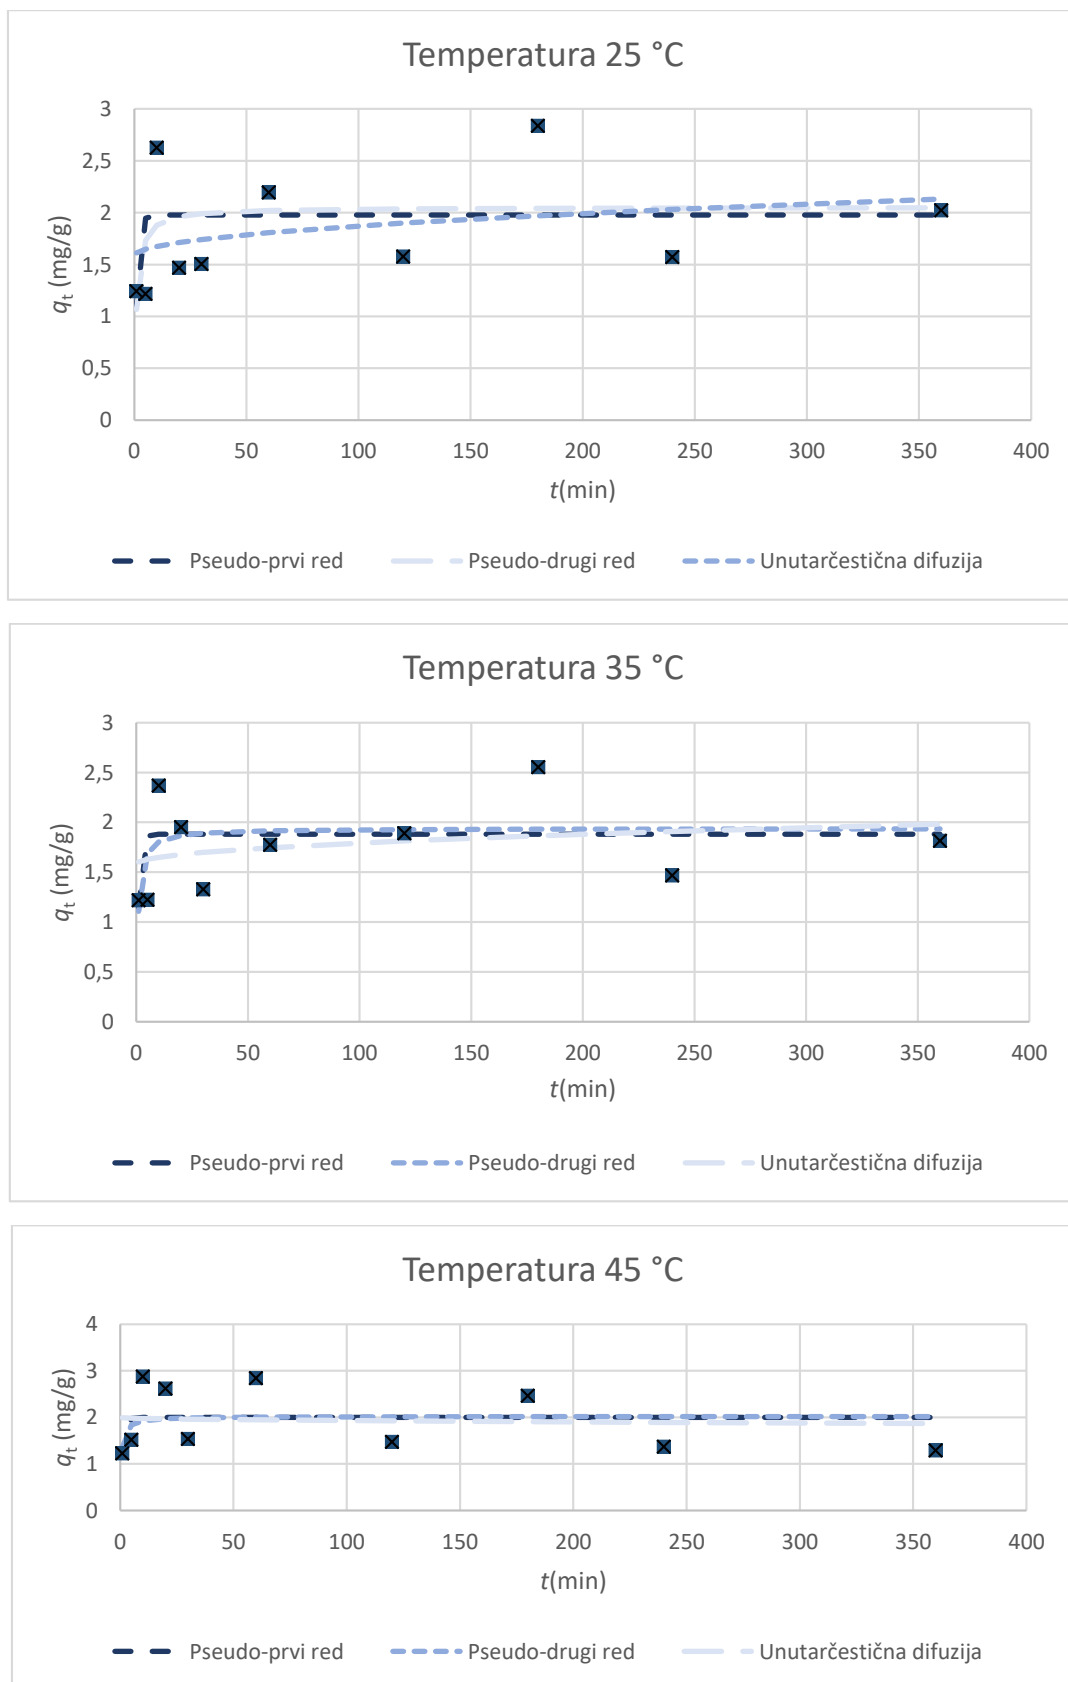 Temperatura 25 °C
3
2,5
2
1,5
1
0,5
0
qt (mg/g)
0 50 100 150 200 250 300 350 400
t(min)
Pseudo-prvi red Pseudo-drugi red Unutarčestična difuzija
Temperatura 35 °C
3
2,5
2
1,5
1
0,5
0
qt (mg/g)
0 50 100 150 200 250 300 350 400
t(min)
Pseudo-prvi red Pseudo-drugi red Unutarčestična difuzija
Temperatura 45 °C
4
3
2
1
0
qt (mg/g)
0 50 100 150 200 250 300 350 400
t(min)
Pseudo-prvi red Pseudo-drugi red Unutarčestična difuzija